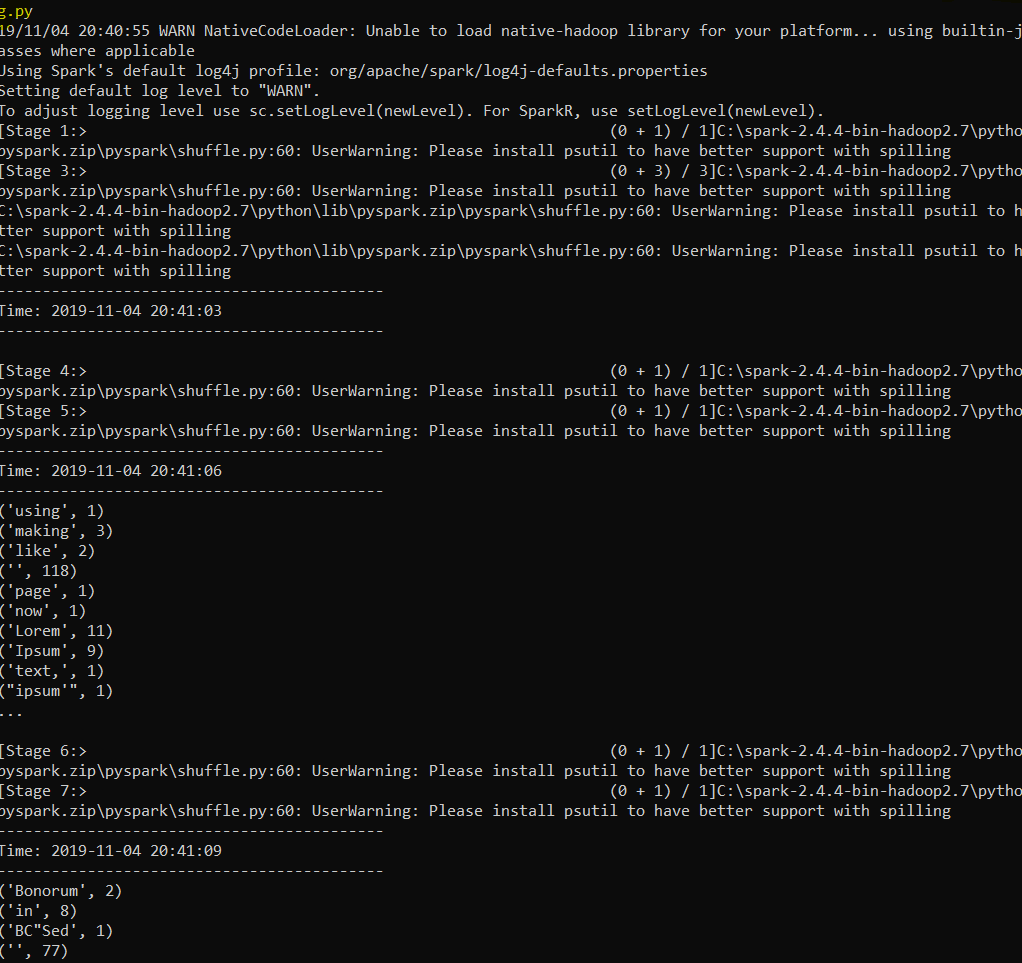 g.py
19/11/04 20:40:55 WARN NativeCodeLoader: Unable to load native-hadoop library for your platform... using builtin-j
asses where applicable
Using Spark's default log4j profile: org/apache/spark/log4j-defaults.properties
Setting default log level to "WARN".
To adjust logging level use sc.setLogLevel(newLevel). For SparkR, use setLogLevel(newLevel).
[Stage 1:>                                                          (0 + 1) / 1]C:\spark-2.4.4-bin-hadoop2.7\pytho
pyspark.zip\pyspark\shuffle.py:60: UserWarning: Please install psutil to have better support with spilling
[Stage 3:>                                                          (0 + 3) / 3]C:\spark-2.4.4-bin-hadoop2.7\pytho
pyspark.zip\pyspark\shuffle.py:60: UserWarning: Please install psutil to have better support with spilling
C:\spark-2.4.4-bin-hadoop2.7\python\lib\pyspark.zip\pyspark\shuffle.py:60: UserWarning: Please install psutil to h
tter support with spilling
C:\spark-2.4.4-bin-hadoop2.7\python\lib\pyspark.zip\pyspark\shuffle.py:60: UserWarning: Please install psutil to h
tter support with spilling
-------------------------------------------
Time: 2019-11-04 20:41:03
-------------------------------------------
[Stage 4:>                                                          (0 + 1) / 1]C:\spark-2.4.4-bin-hadoop2.7\pytho
pyspark.zip\pyspark\shuffle.py:60: UserWarning: Please install psutil to have better support with spilling
[Stage 5:>                                                          (0 + 1) / 1]C:\spark-2.4.4-bin-hadoop2.7\pytho
pyspark.zip\pyspark\shuffle.py:60: UserWarning: Please install psutil to have better support with spilling
-------------------------------------------
Time: 2019-11-04 20:41:06
-------------------------------------------
('using', 1)
('making', 3)
('like', 2)
('', 118)
('page', 1)
('now', 1)
('Lorem', 11)
('Ipsum', 9)
('text,', 1)
("ipsum'", 1)
...
[Stage 6:>                                                          (0 + 1) / 1]C:\spark-2.4.4-bin-hadoop2.7\pytho
pyspark.zip\pyspark\shuffle.py:60: UserWarning: Please install psutil to have better support with spilling
[Stage 7:>                                                          (0 + 1) / 1]C:\spark-2.4.4-bin-hadoop2.7\pytho
pyspark.zip\pyspark\shuffle.py:60: UserWarning: Please install psutil to have better support with spilling
-------------------------------------------
Time: 2019-11-04 20:41:09
-------------------------------------------
('Bonorum', 2)
('in', 8)
('BC"Sed', 1)
('', 77)